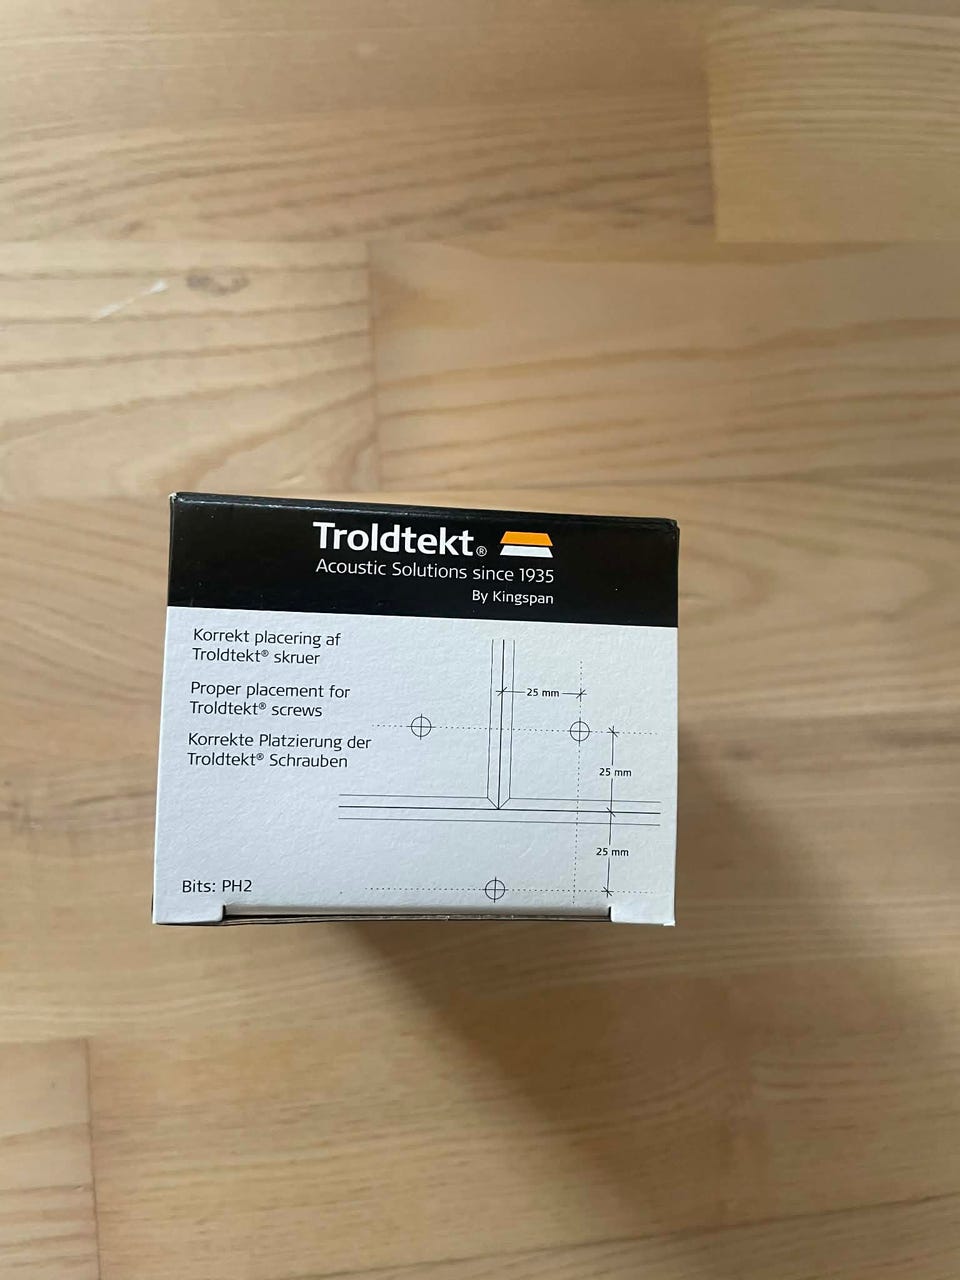 Troldtekt®
Acoustic Solutions since 1935
By Kingspan
Korrekt placering af
Troldtekt® skruer
Proper placement for
Troldtekt® screws
Korrekte Platzierung der
Troldtekt® Schrauben
25 mm
25 mm
25 mm
Bits: PH2